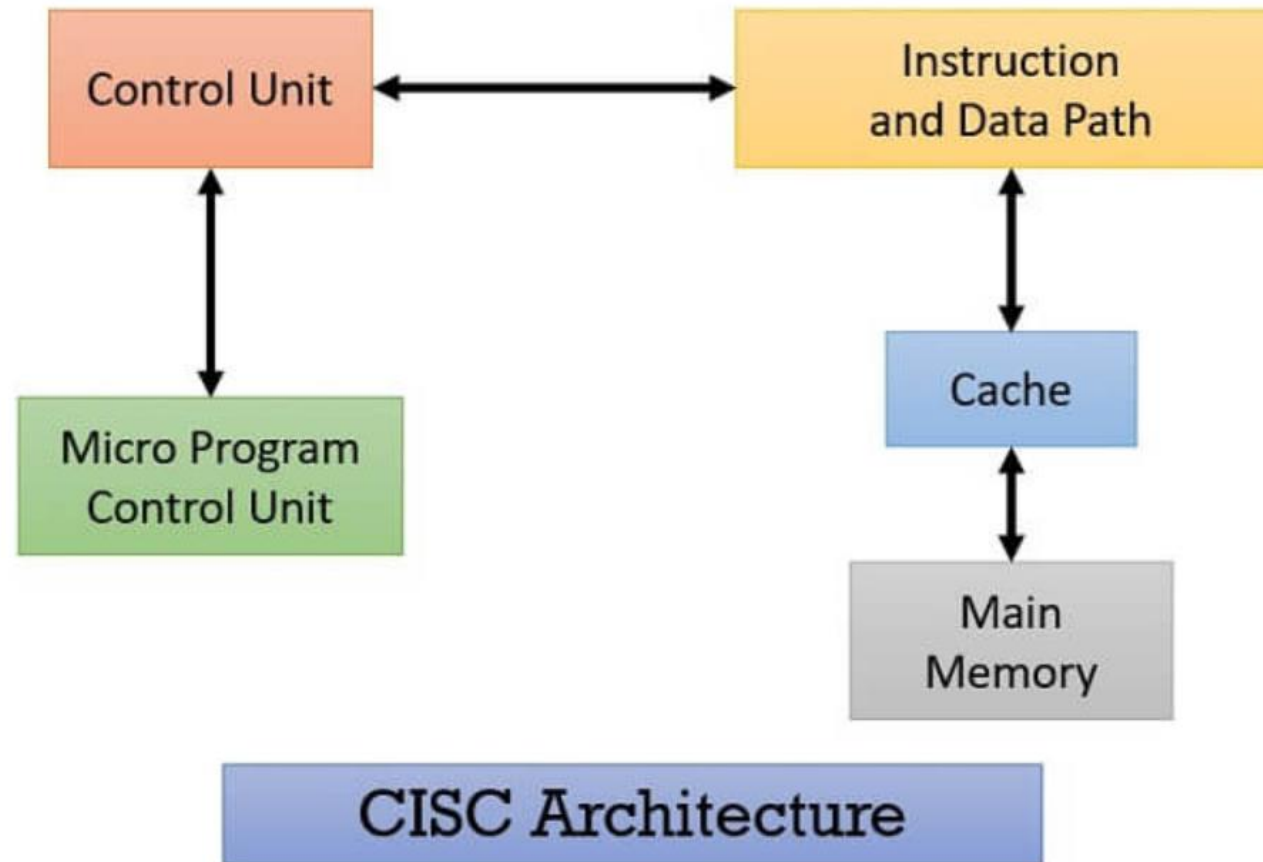 Control Unit
Instruction
and Data Path
Cache
Micro Program
Control Unit
Main
Memory
CISC Architecture